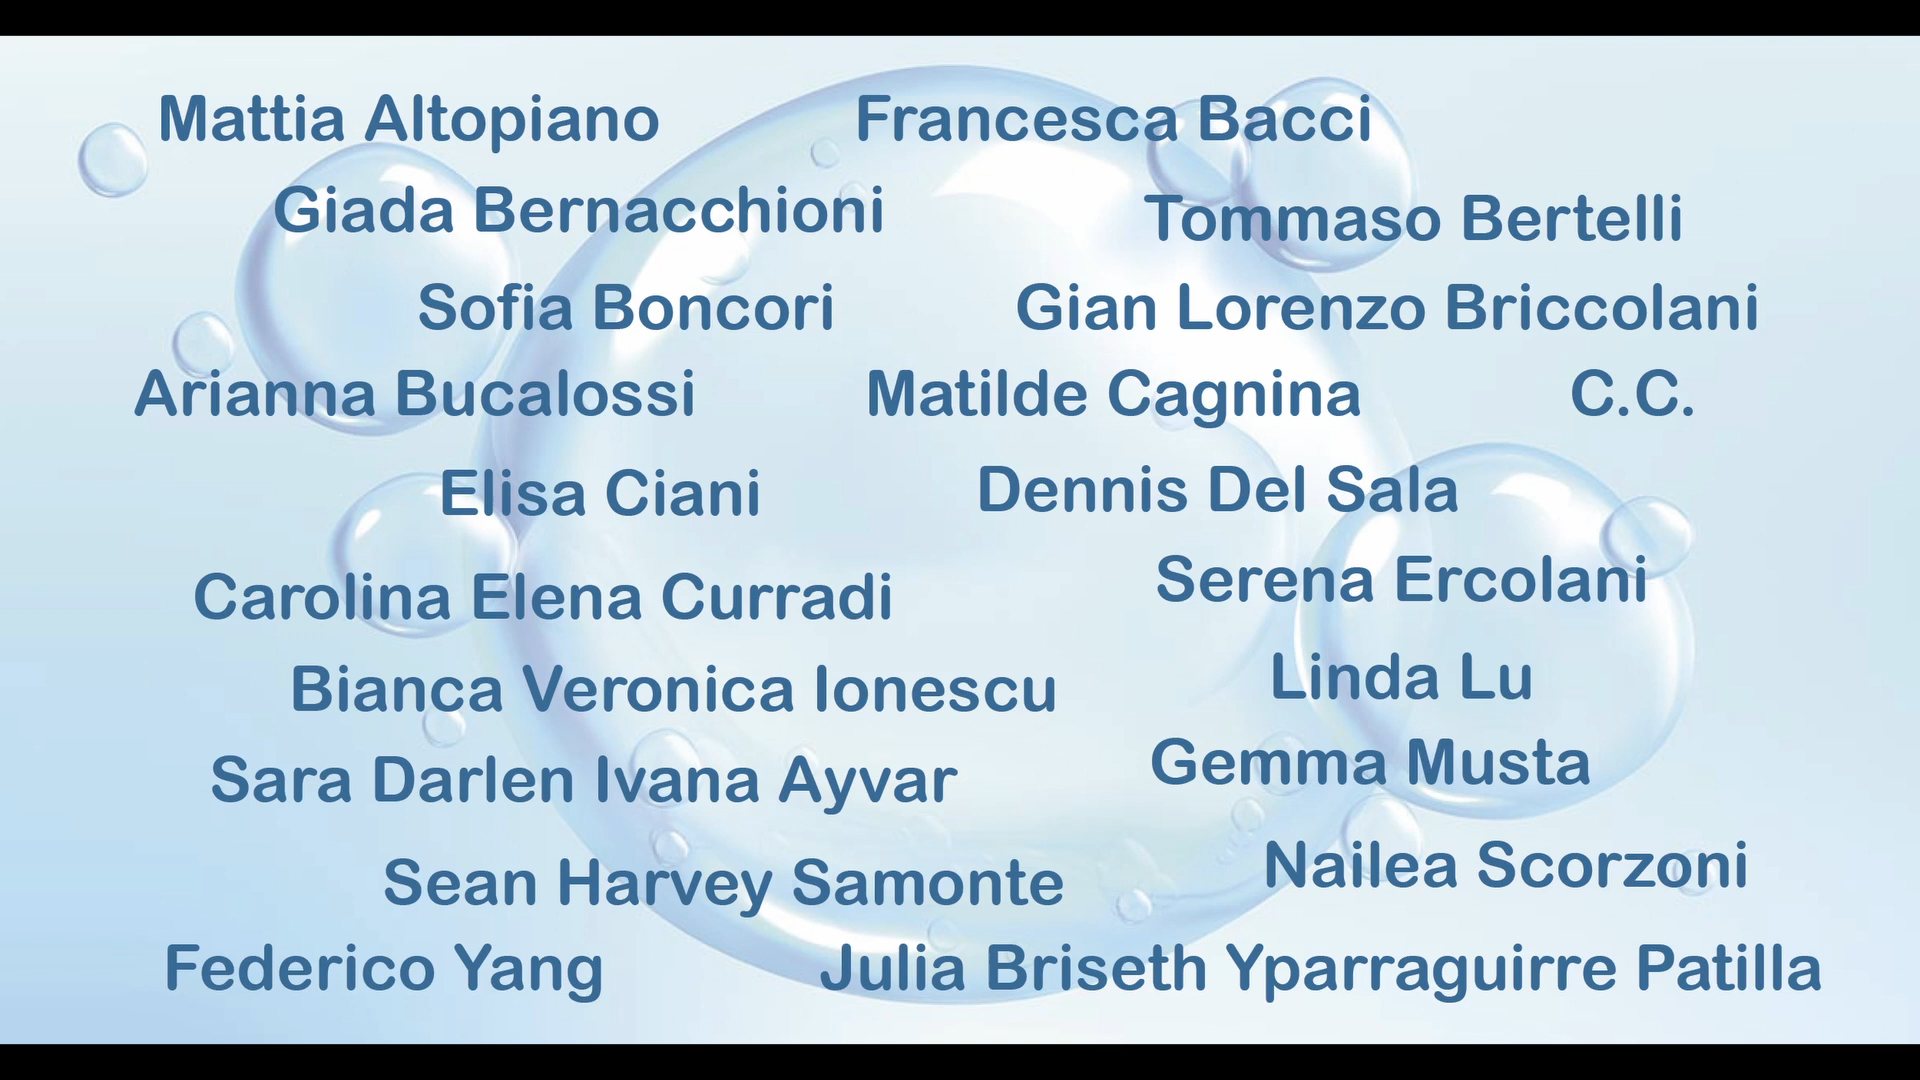 Mattia Altopiano Francesca Bacci
Giada Bernacchioni Tommaso Bertelli
Sofia Boncori Gian Lorenzo Briccolani
Arianna Bucalossi Matilde Cagnina C.C.
Elisa Ciani Dennis Del Sala
Carolina Elena Curradi Serena Ercolani
Bianca Veronica Ionescu Linda Lu
Sara Darlen Ivana Ayvar Gemma Musta
Sean Harvey Samonte Nailea Scorzoni
Federico Yang Julia Briseth Yparraguirre Patilla